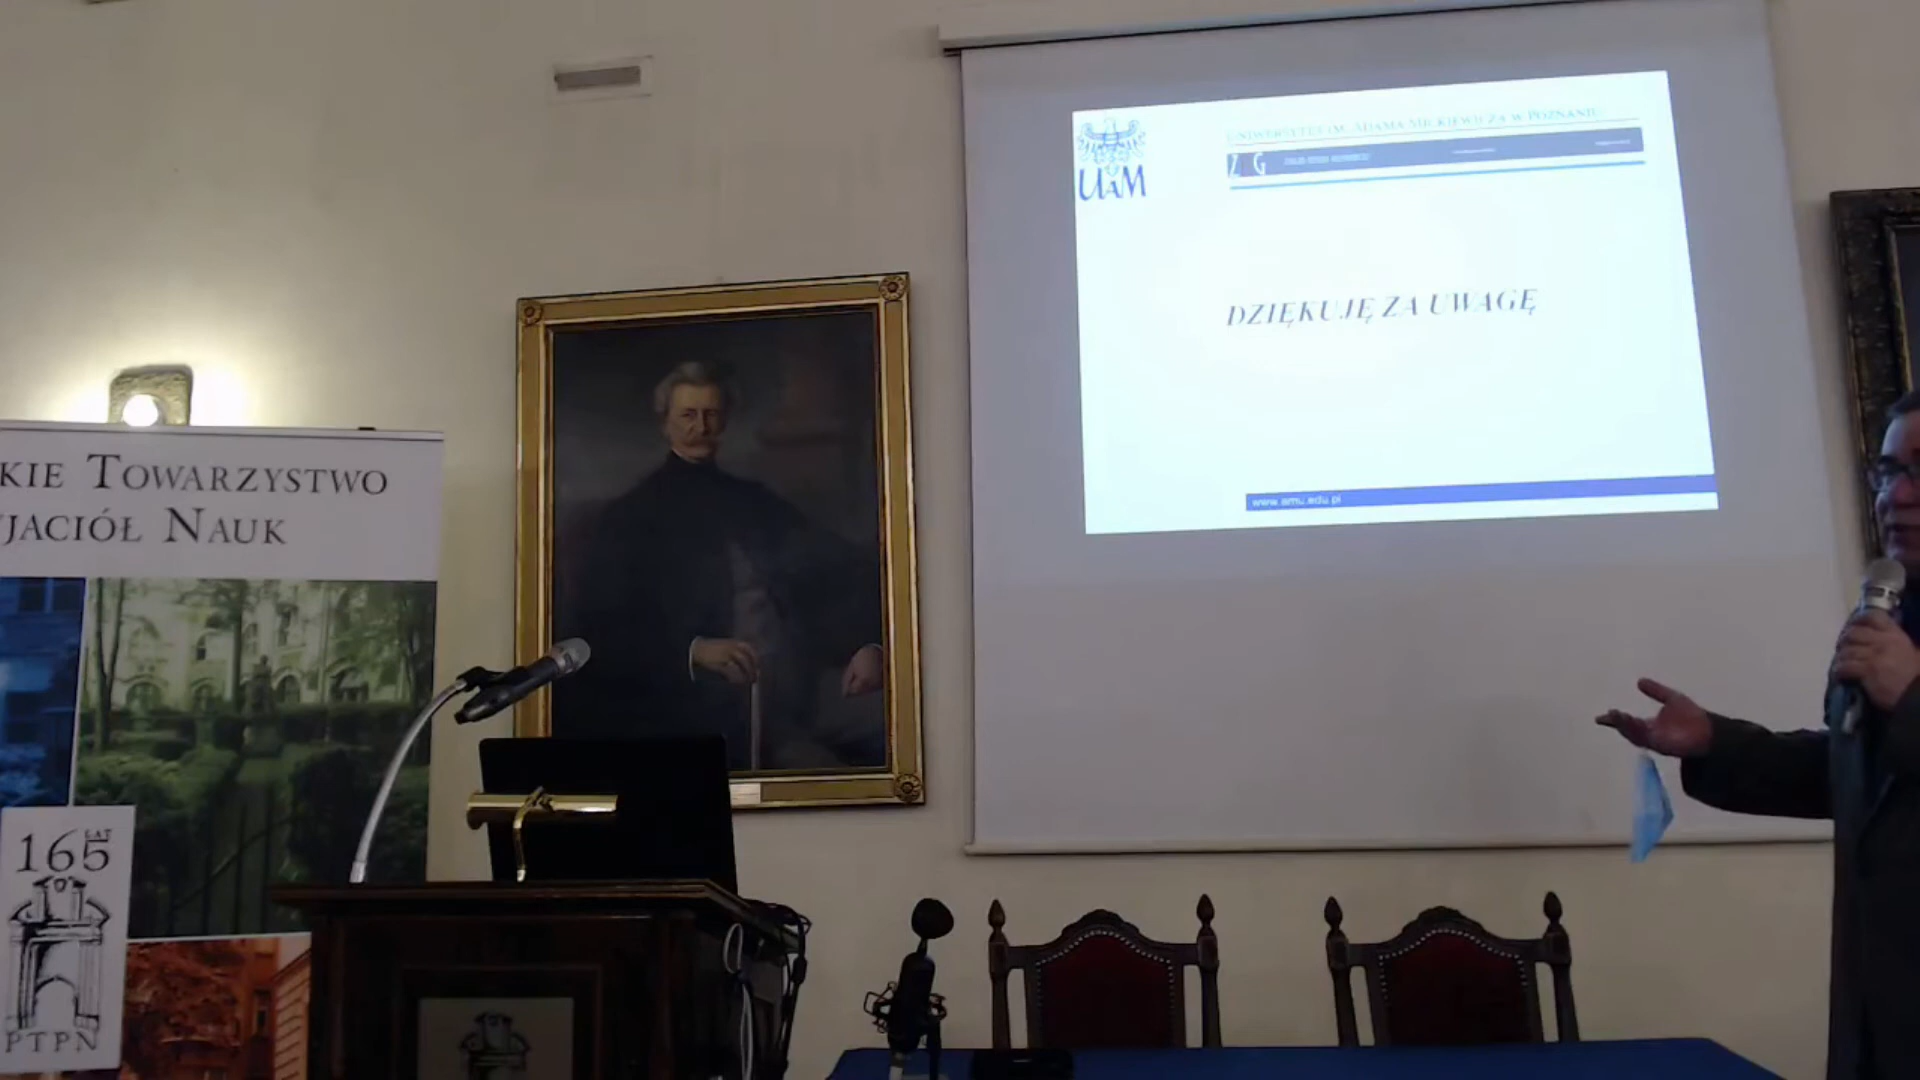 KIE TOWARZYSTWO
YJACIÓŁ NAUK
165 LAT
PTPN
UAM
UNIWERSYTET IM. ADAMA MICKIEWICZA W POZNANIU
Z G
DZIĘKUJĘ ZA UWAGĘ
www.amu.edu.pl